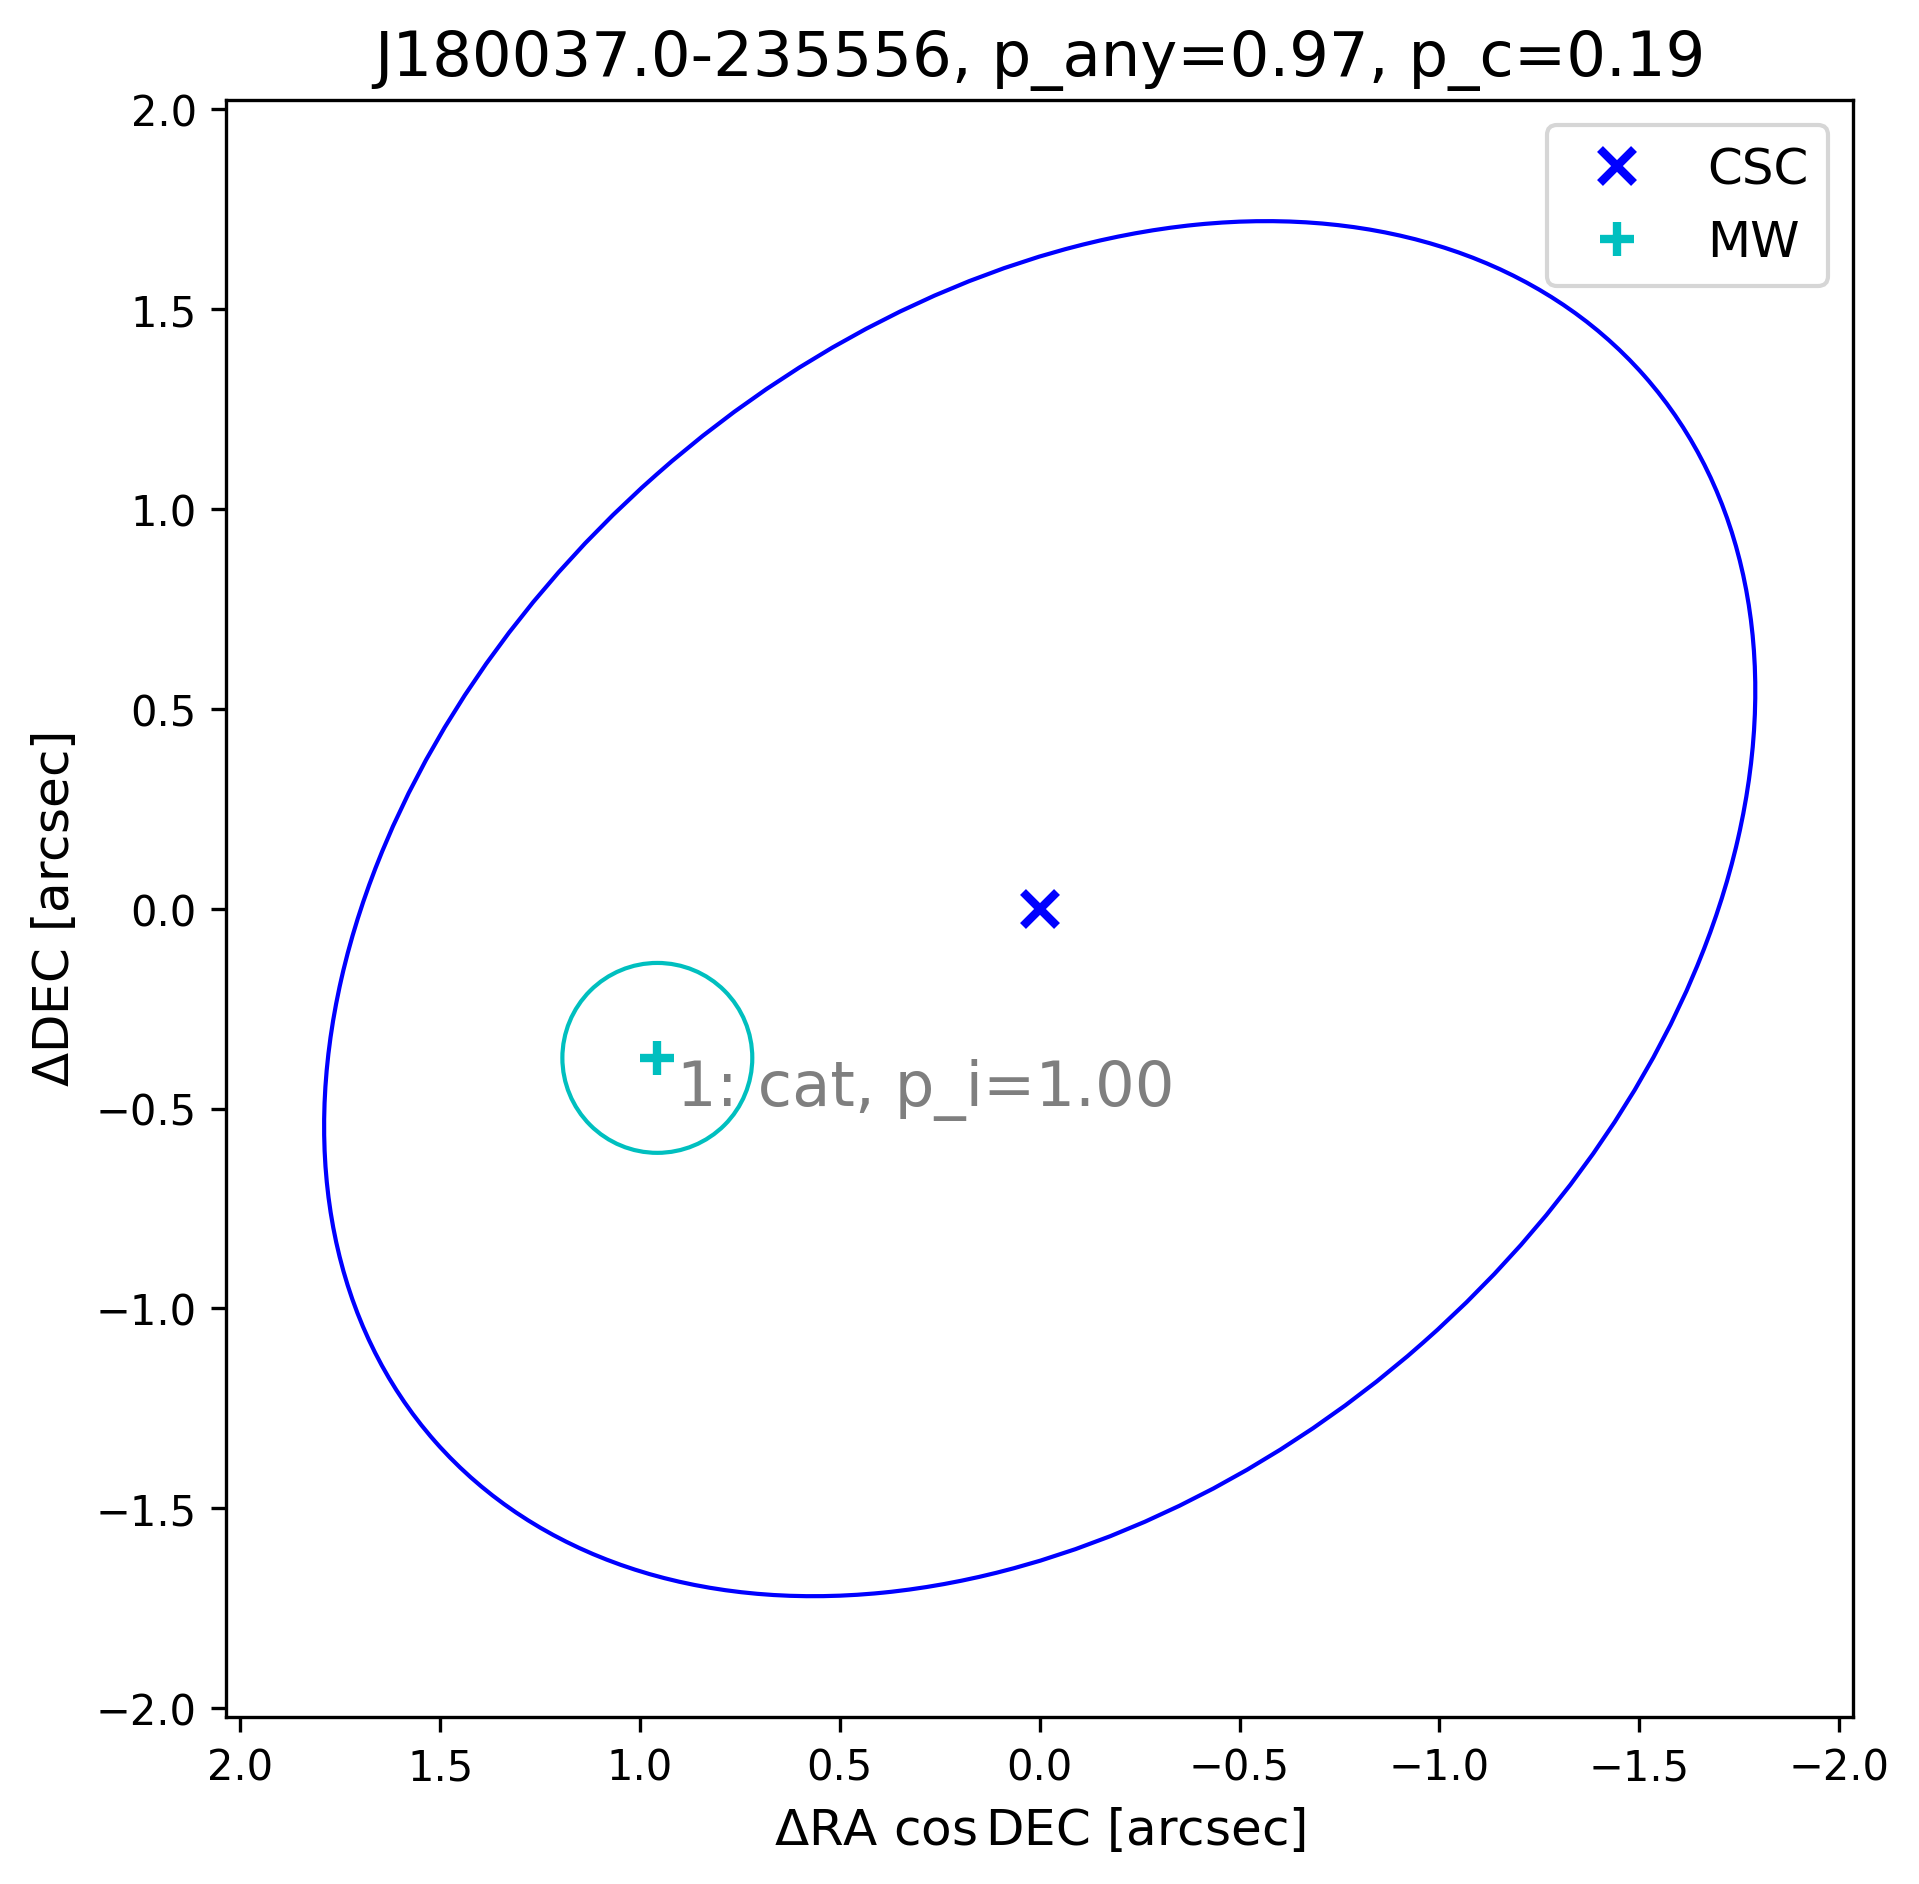 J180037.0-235556, p_any=0.97, p_c=0.19
CSC
MW
2.0
1.5
1.0
0.5
0.0
−0.5
−1.0
−1.5
−2.0
ΔDEC [arcsec]
1: cat, p_i=1.00
2.0 1.5 1.0 0.5 0.0 −0.5 −1.0 −1.5 −2.0
ΔRA cos DEC [arcsec]